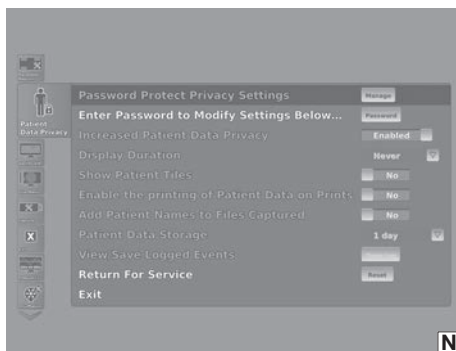 Password Protect Privacy Settings Manage
Patient
Data Privacy
Enter Password to Modify Settings Below... Password
Increased Patient Data Privacy Enabled
Display Duration Never
Show Patient Tiles No
Enable the printing of Patient Data on Prints No
Add Patient Names to Files Captured No
Patient Data Storage 1 day
View/Save Logged Events
Return For Service Reset
Exit
N